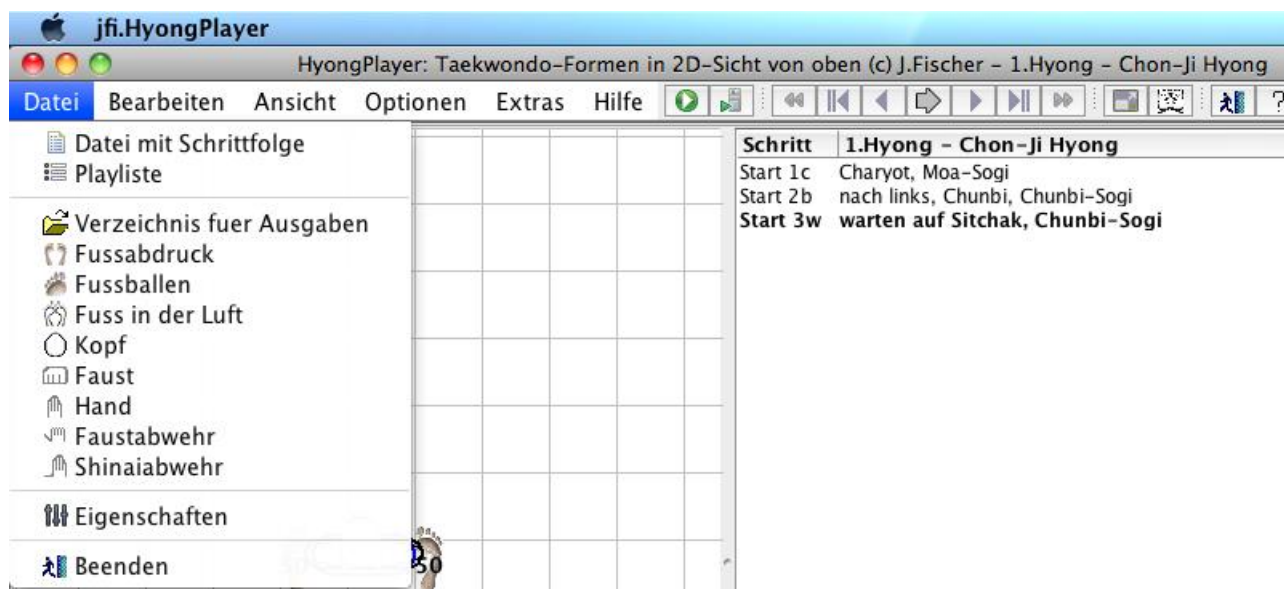 jfi.HyongPlayer
HyongPlayer: Taekwondo-Formen in 2D-Sicht von oben (c) J.Fischer - 1.Hyong - Chon-Ji Hyong
Datei Bearbeiten Ansicht Optionen Extras Hilfe ?
Datei mit Schrittfolge
Playliste
Verzeichnis fuer Ausgaben
Fussabdruck
Fussballen
Fuss in der Luft
Kopf
Faust
Hand
Faustabwehr
Shinaiabwehr
Eigenschaften
Beenden
50
Schritt 1.Hyong - Chon-Ji Hyong
Start 1c Charyot, Moa-Sogi
Start 2b nach links, Chunbi, Chunbi-Sogi
Start 3w warten auf Sitchak, Chunbi-Sogi